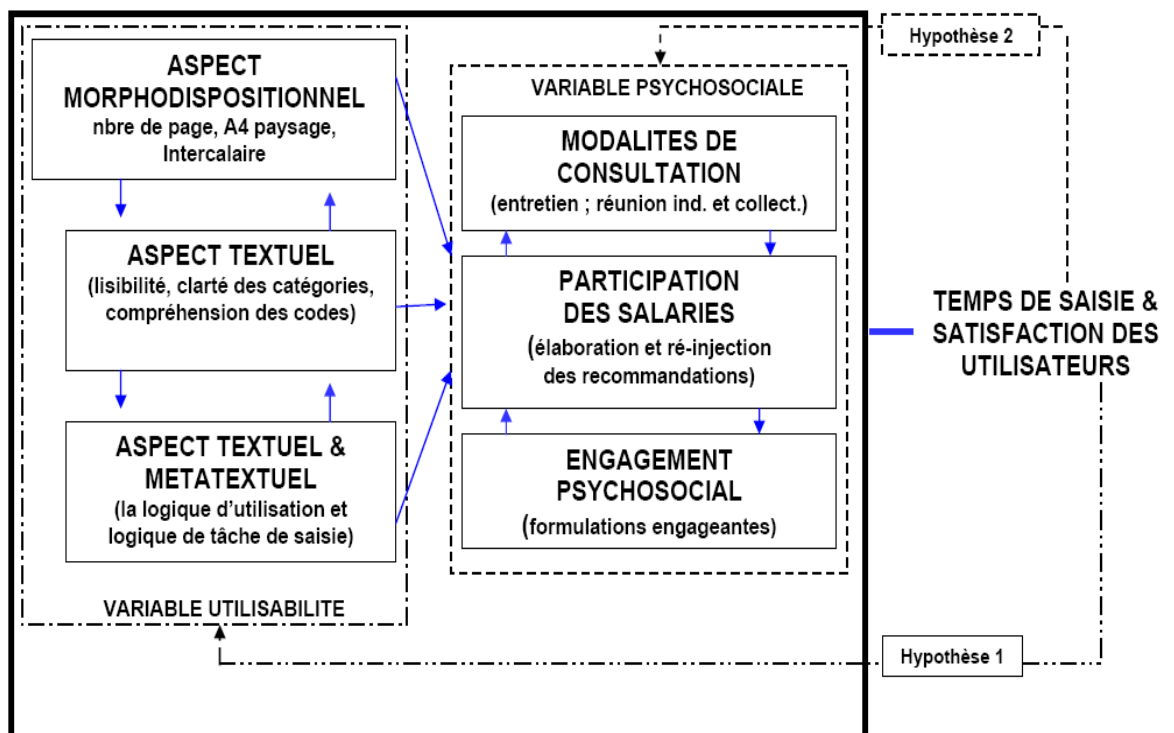 ASPECT
MORPHODISPOSITIONNEL
nbre de page, A4 paysage,
Intercalaire
ASPECT TEXTUEL
(lisibilité, clarté des catégories,
compréhension des codes)
ASPECT TEXTUEL &
METATEXTUEL
(la logique d’utilisation et
logique de tâche de saisie)
VARIABLE UTILISABILITE
VARIABLE PSYCHOSOCIALE
MODALITES DE
CONSULTATION
(entretien ; réunion ind. et collect.)
PARTICIPATION
DES SALARIES
(élaboration et ré-injection
des recommandations)
ENGAGEMENT
PSYCHOSOCIAL
(formulations engageantes)
Hypothèse 2
TEMPS DE SAISIE &
SATISFACTION DES
UTILISATEURS
Hypothèse 1